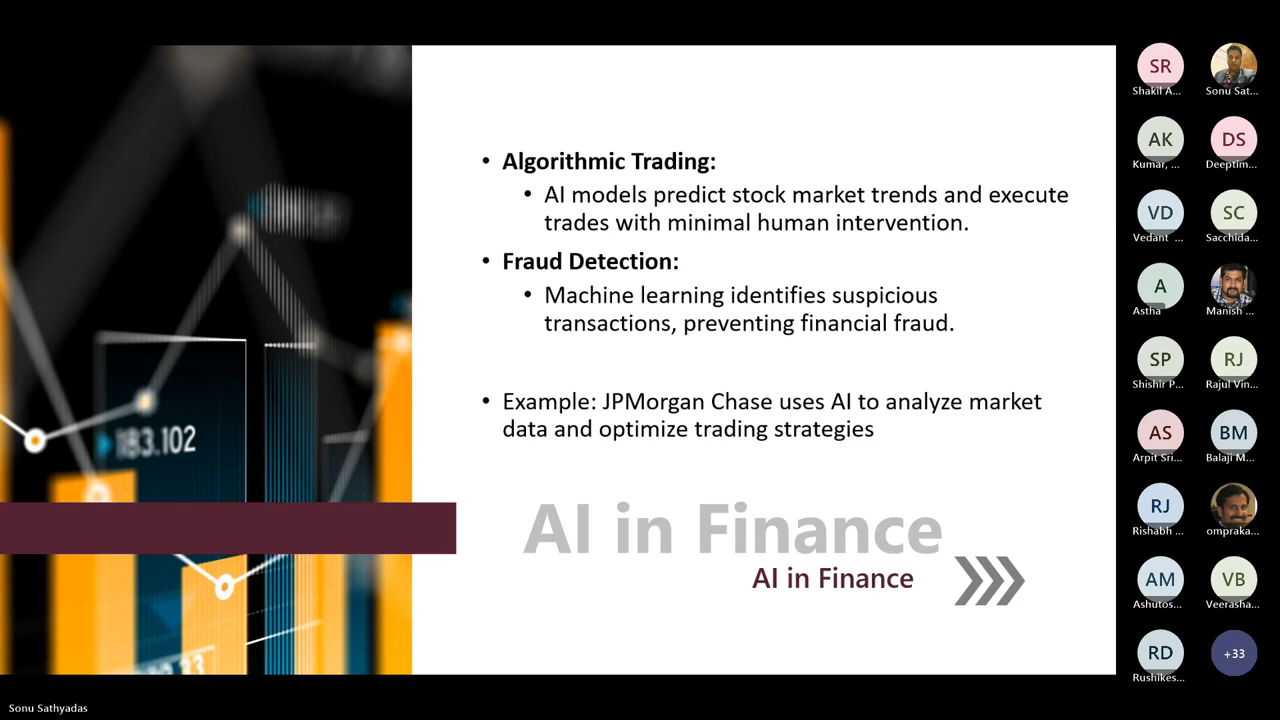 • Algorithmic Trading:
• AI models predict stock market trends and execute
trades with minimal human intervention.
• Fraud Detection:
• Machine learning identifies suspicious
transactions, preventing financial fraud.
• Example: JPMorgan Chase uses AI to analyze market
data and optimize trading strategies
AI in Finance
AI in Finance
183.102
SR
Shakil A...
Sonu Sat...
AK
Kumar, ...
DS
Deeptim...
VD
Vedant ...
SC
Sacchida...
A
Astha
Manish ...
SP
Shishir P...
RJ
Rajul Vin...
AS
Arpit Sri...
BM
Balaji M...
RJ
Rishabh ...
ompraka...
AM
Ashutos...
VB
Veerasha...
RD
Rushikes...
+33
Sonu Sathyadas